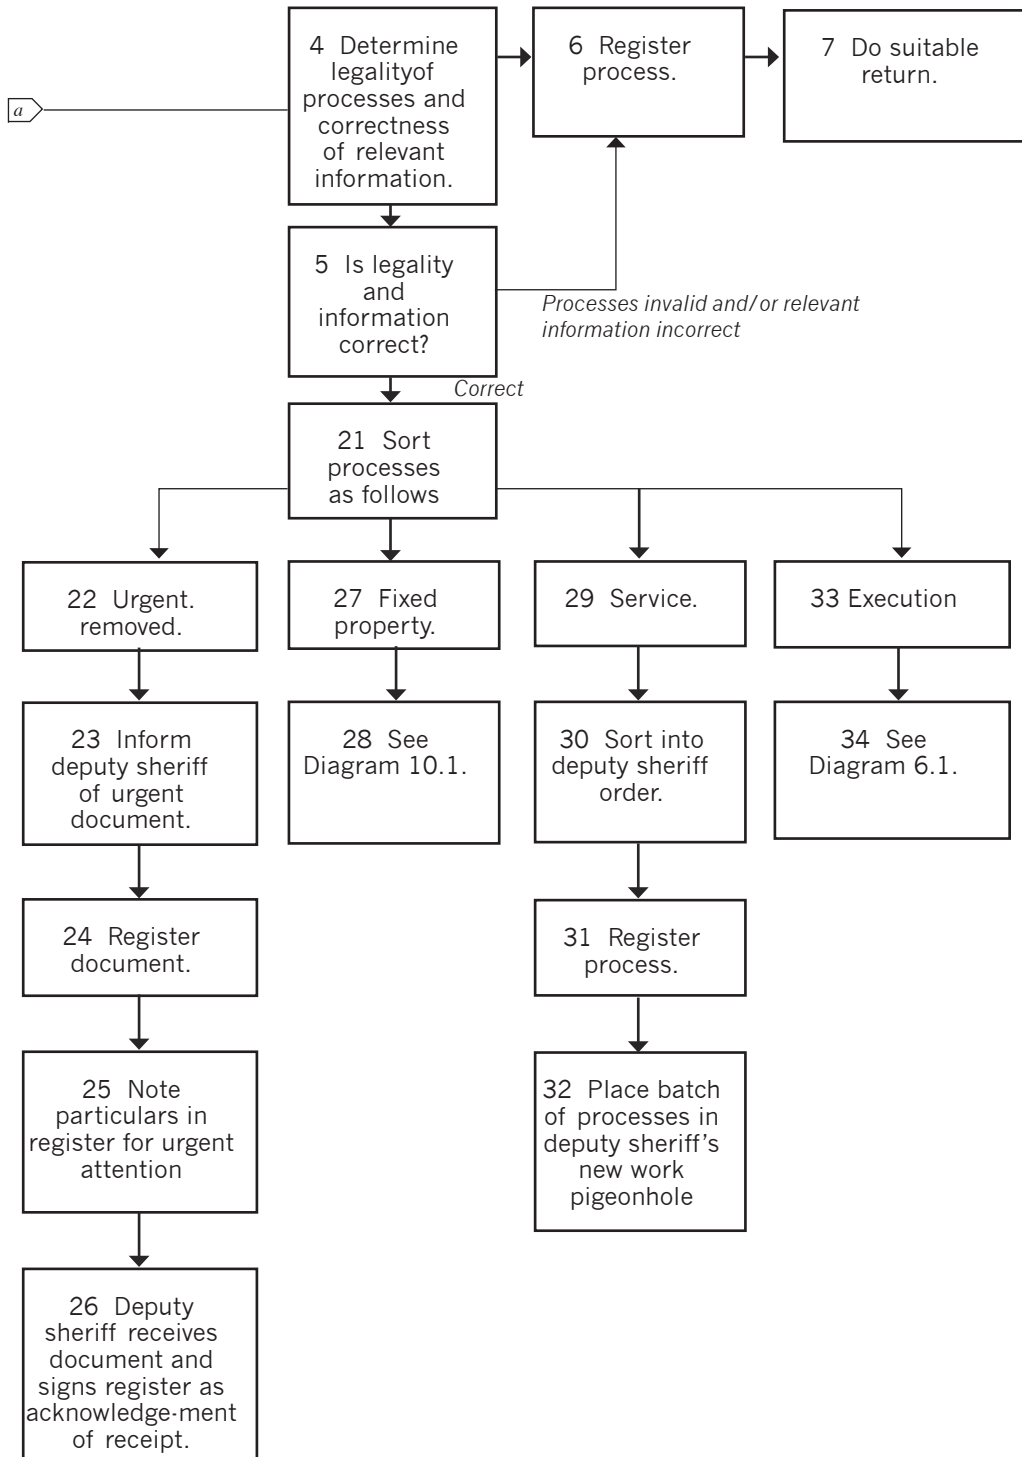 a
4 Determine
legalityof
processes and
correctness
of relevant
information.
6 Register
process.
7 Do suitable
return.
5 Is legality
and
information
correct?
Processes invalid and/or relevant
information incorrect
Correct
21 Sort
processes
as follows
22 Urgent.
removed.
27 Fixed
property.
29 Service.
33 Execution
23 Inform
deputy sheriff
of urgent
document.
28 See
Diagram 10.1.
30 Sort into
deputy sheriff
order.
34 See
Diagram 6.1.
24 Register
document.
31 Register
process.
25 Note
particulars in
register for urgent
attention
32 Place batch
of processes in
deputy sheriff's
new work
pigeonhole
26 Deputy
sheriff receives
document and
signs register as
acknowledge-ment
of receipt.